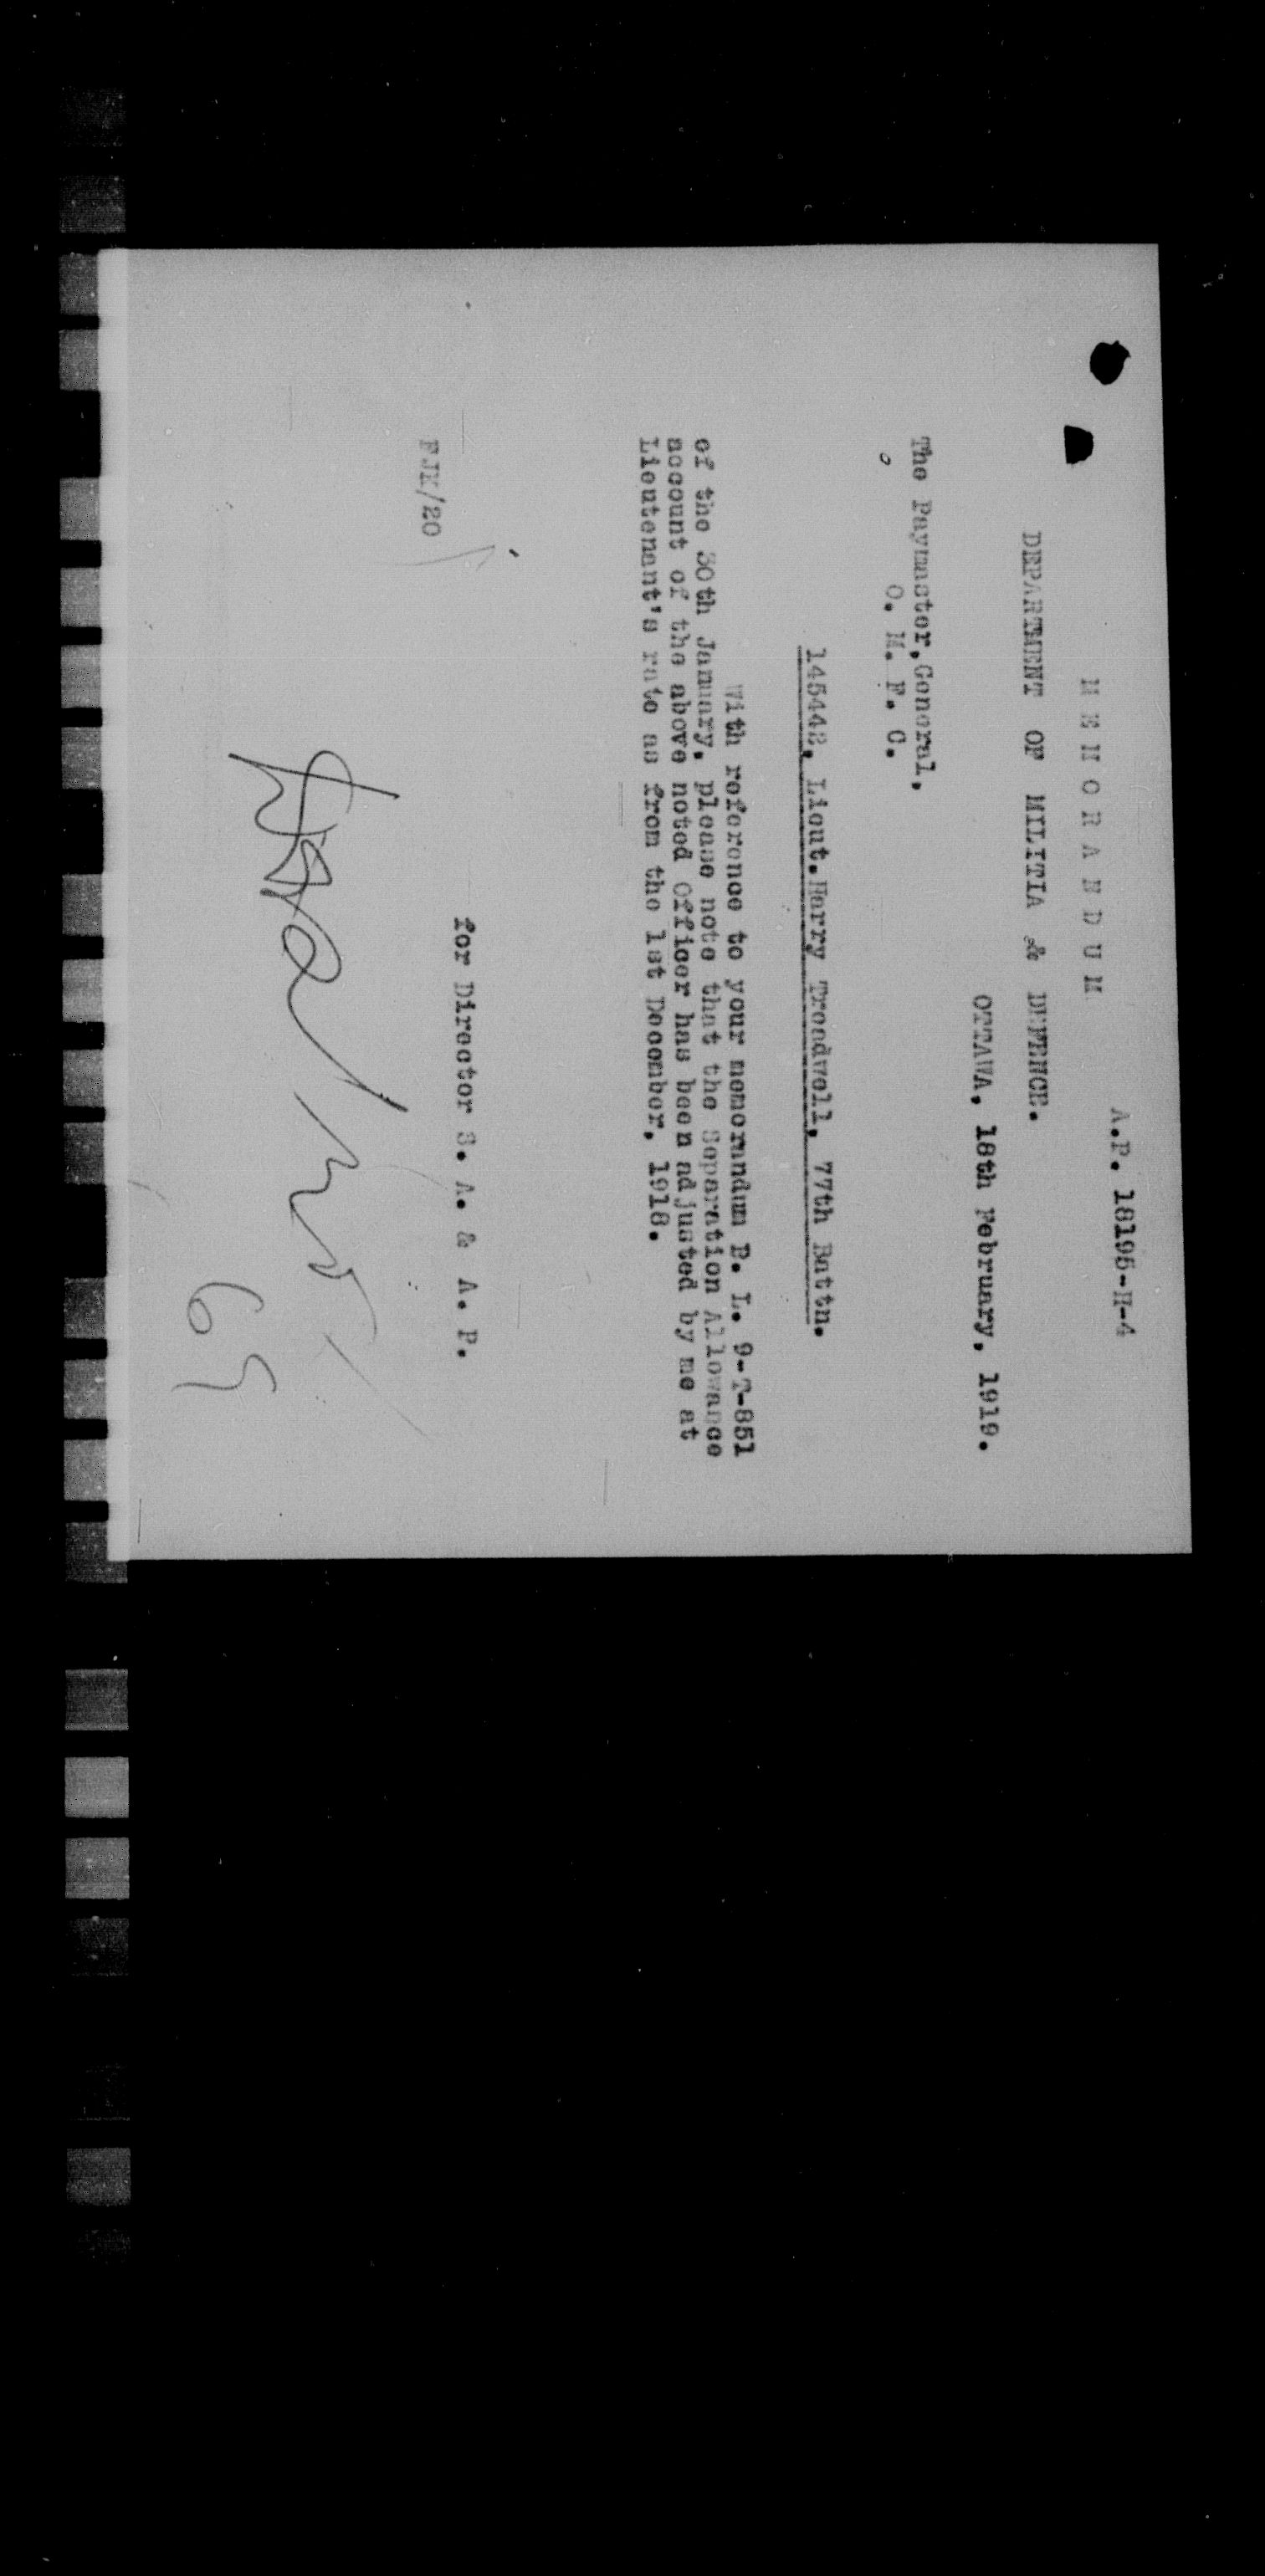 A.P. 18195-H-4
M E M O R A N D U M
DEPARTMENT OF MILITIA & DEFENCE.
OTTAWA, 18th February, 1919.
The Paymaster, General,
O. M. F. C.
145448, Lieut. Harry Treadwell, 77th Battn.
With reference to your memorandum P. L. 9-T-851
of the 30th January, please note that the Separation Allowance
account of the above noted Officer has been adjusted by me at
Lieutenant's rate as from the 1st December, 1918.
for Director S. A. & A. P.
FJK/20